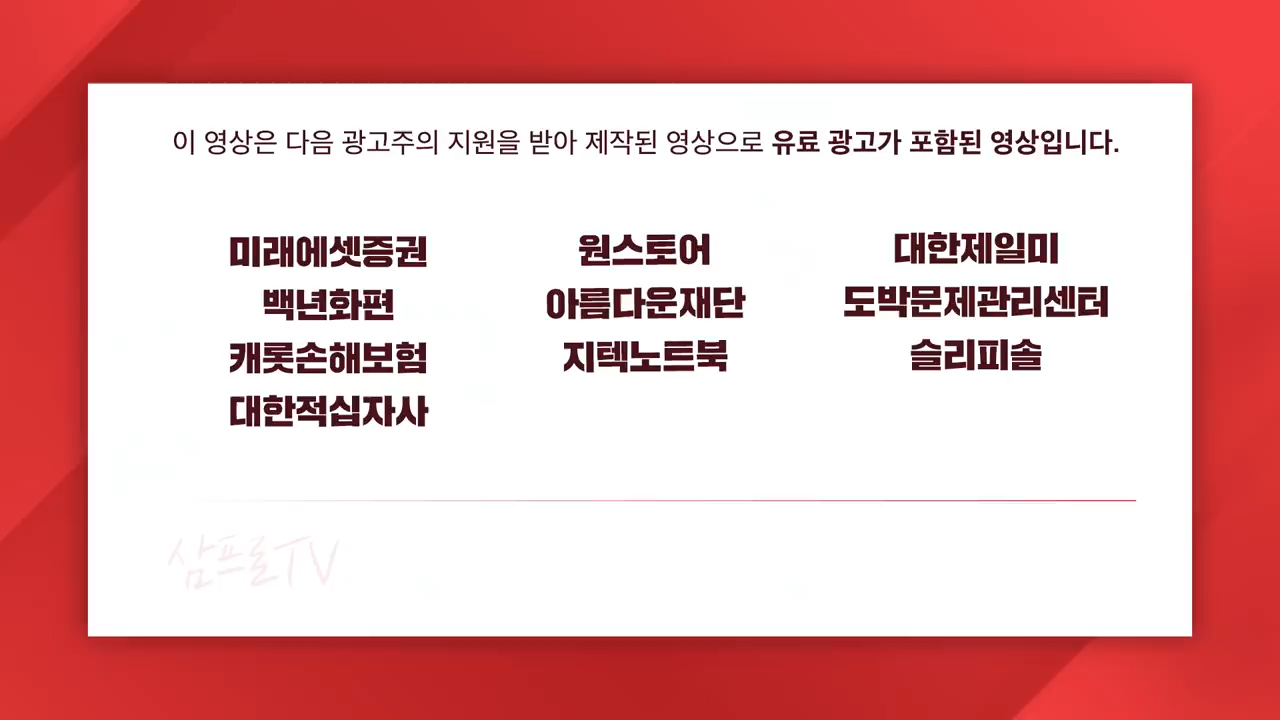 이 영상은 다음 광고주의 지원을 받아 제작된 영상으로 유료 광고가 포함된 영상입니다.
미래에셋증권 원스토어 대한제일미
백년화편 아름다운재단 도박문제관리센터
캐롯손해보험 지텍노트북 슬리피솔
대한적십자사
삼프로TV